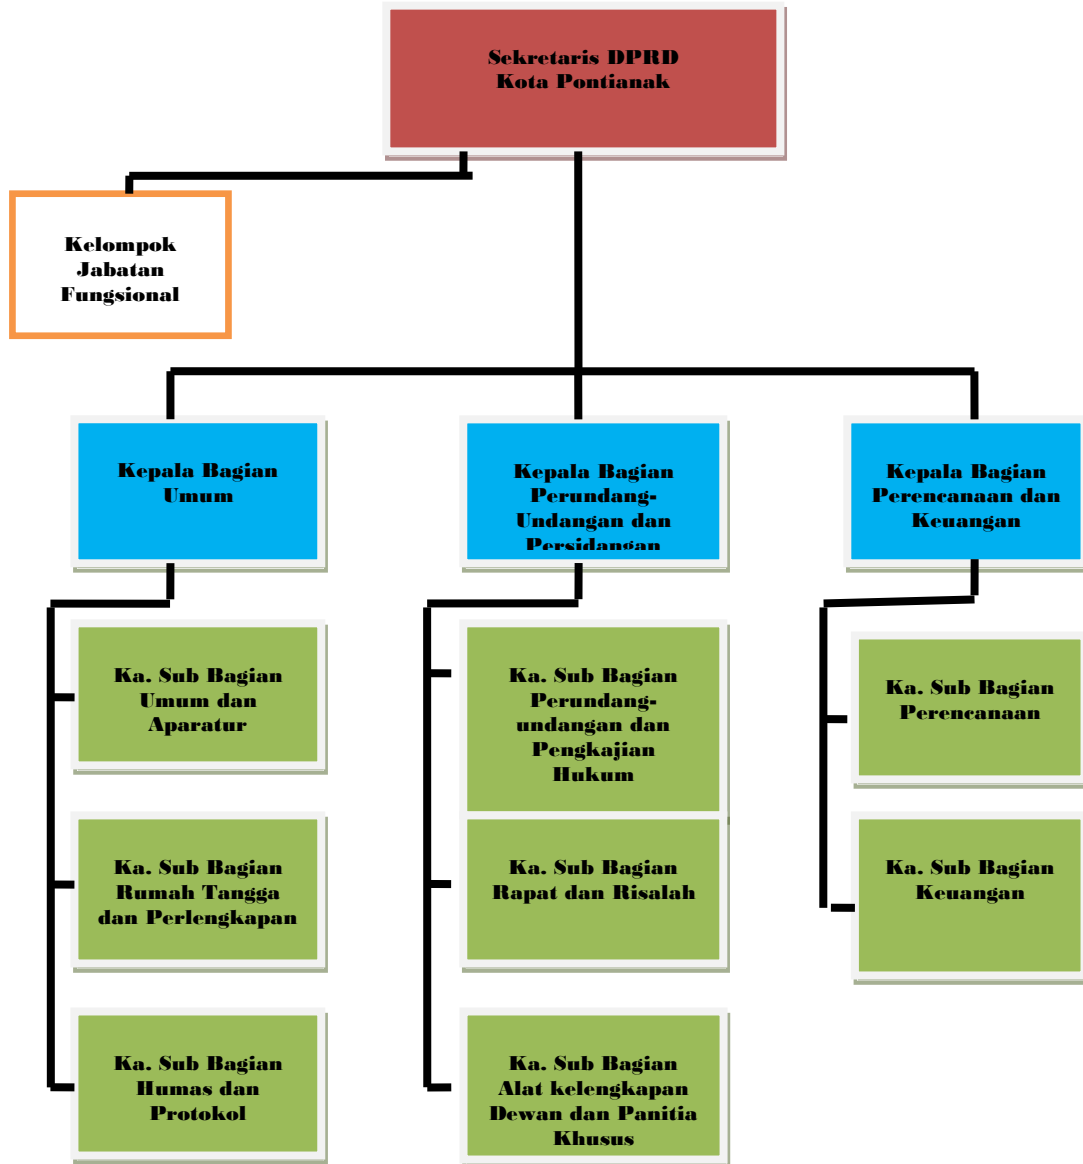 Sekretaris DPRD
Kota Pontianak
Kelompok
Jabatan
Fungsional
Kepala Bagian
Umum
Kepala Bagian
Perundang-
Undangan dan
Persidangan
Kepala Bagian
Perencanaan dan
Keuangan
Ka. Sub Bagian
Umum dan
Aparatur
Ka. Sub Bagian
Perundang-
undangan dan
Pengkajian
Hukum
Ka. Sub Bagian
Perencanaan
Ka. Sub Bagian
Rumah Tangga
dan Perlengkapan
Ka. Sub Bagian
Rapat dan Risalah
Ka. Sub Bagian
Keuangan
Ka. Sub Bagian
Humas dan
Protokol
Ka. Sub Bagian
Alat kelengkapan
Dewan dan Panitia
Khusus